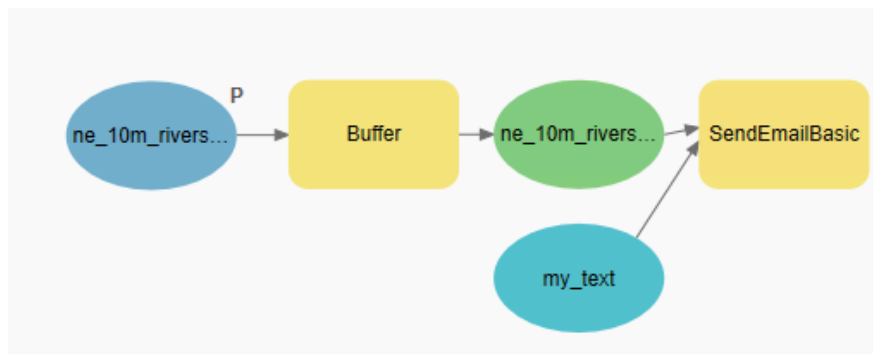 P
ne_10m_rivers...
Buffer
ne_10m_rivers...
SendEmailBasic
my_text